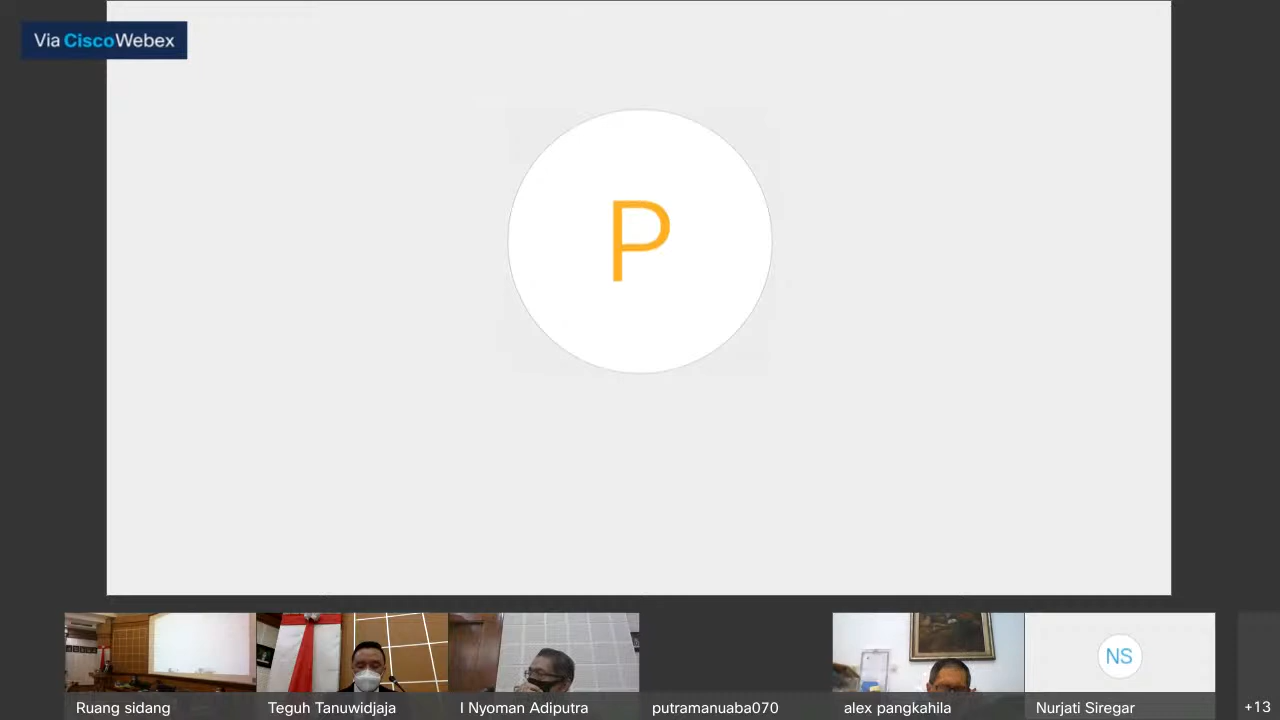 Via CiscoWebex
P
NS
Ruang sidang
Teguh Tanuwidjaja
I Nyoman Adiputra
putramanuaba070
alex pangkahila
Nurjati Siregar
+13